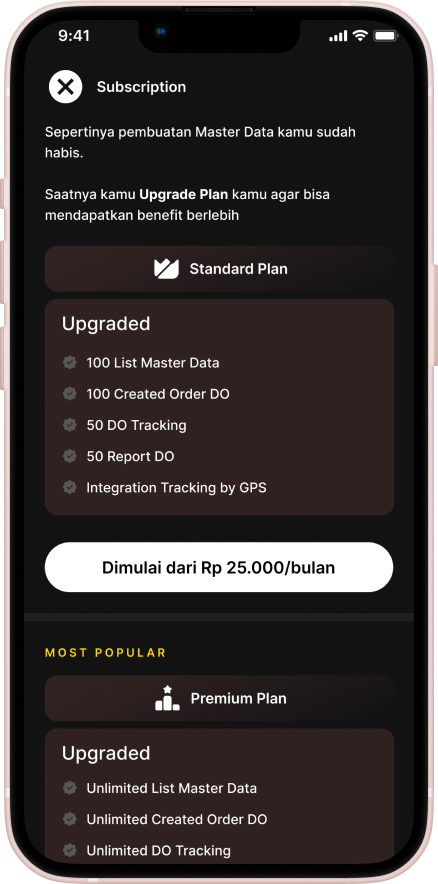 9:41
Subscription
Sepertinya pembuatan Master Data kamu sudah
habis.
Saatnya kamu Upgrade Plan kamu agar bisa
mendapatkan benefit berlebih
Standard Plan
Upgraded
100 List Master Data
100 Created Order DO
50 DO Tracking
50 Report DO
Integration Tracking by GPS
Dimulai dari Rp 25.000/bulan
MOST POPULAR
Premium Plan
Upgraded
Unlimited List Master Data
Unlimited Created Order DO
Unlimited DO Tracking